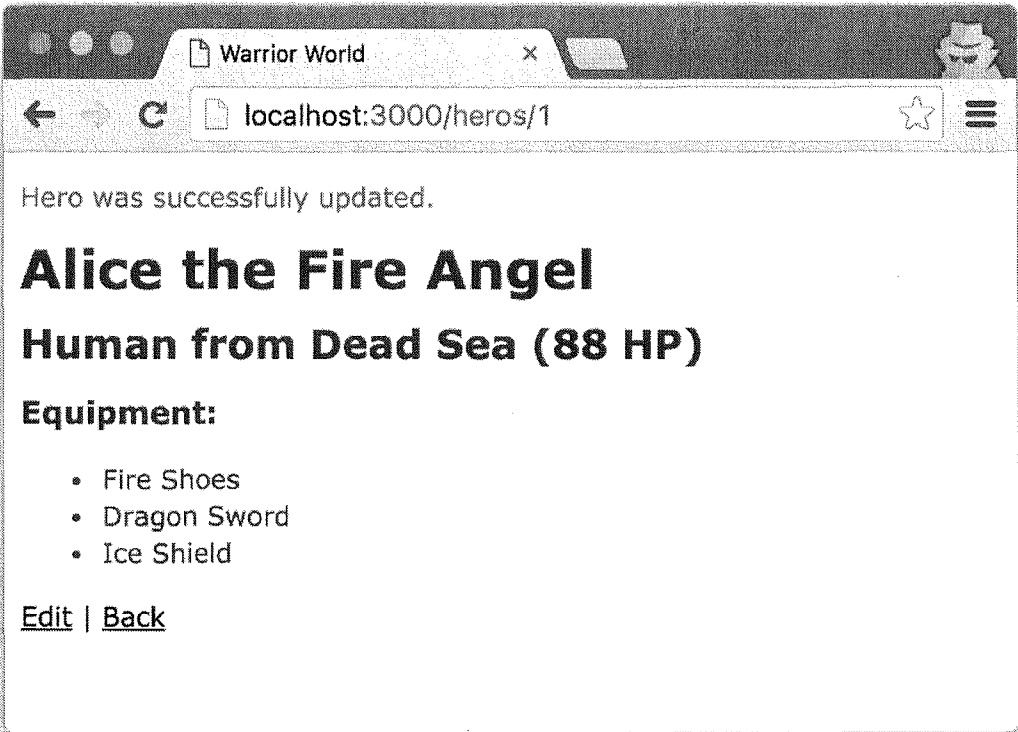 Warrior World
localhost:3000/heros/1
Hero was successfully updated.
Alice the Fire Angel
Human from Dead Sea (88 HP)
Equipment:
• Fire Shoes
• Dragon Sword
• Ice Shield
Edit | Back